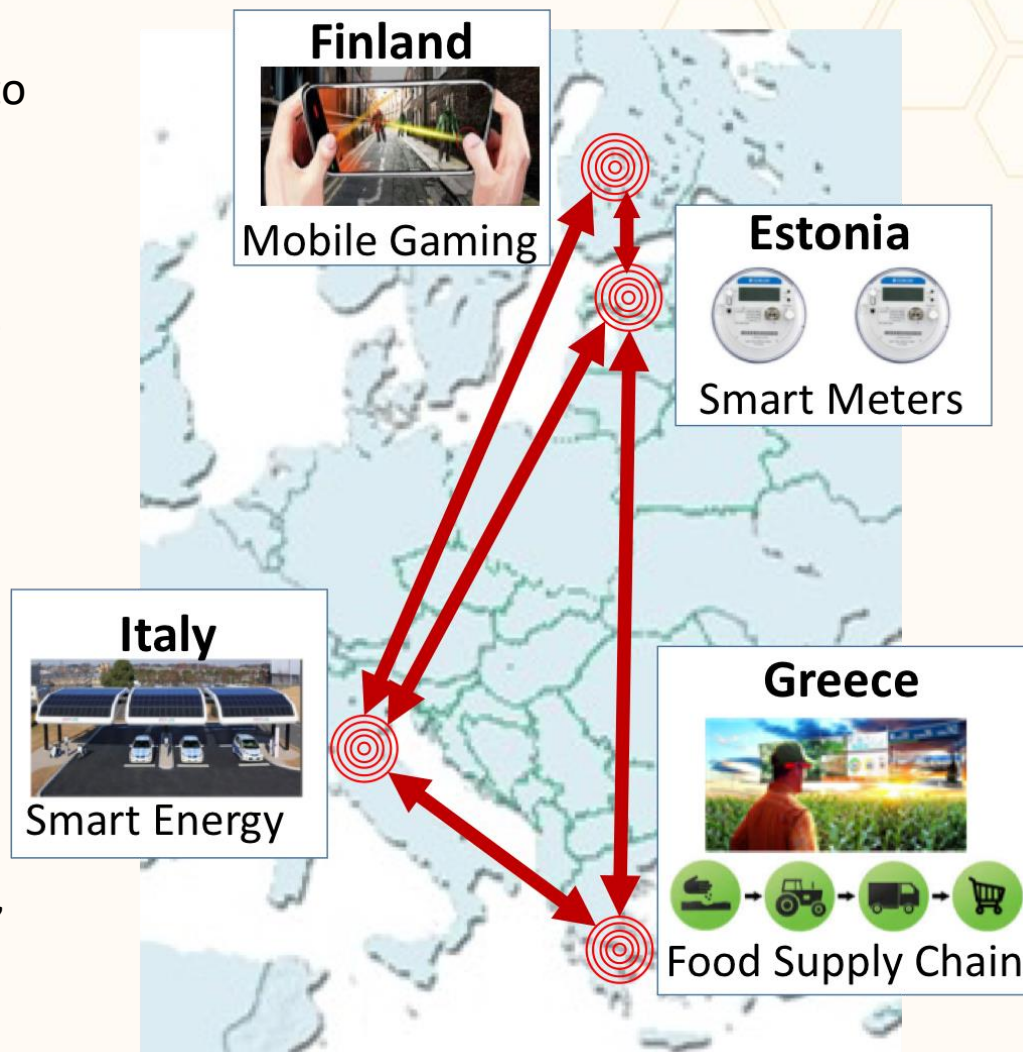 Finland
o
Mobile Gaming
Estonia
Smart Meters
Italy
Smart Energy
Greece
Food Supply Chain
,